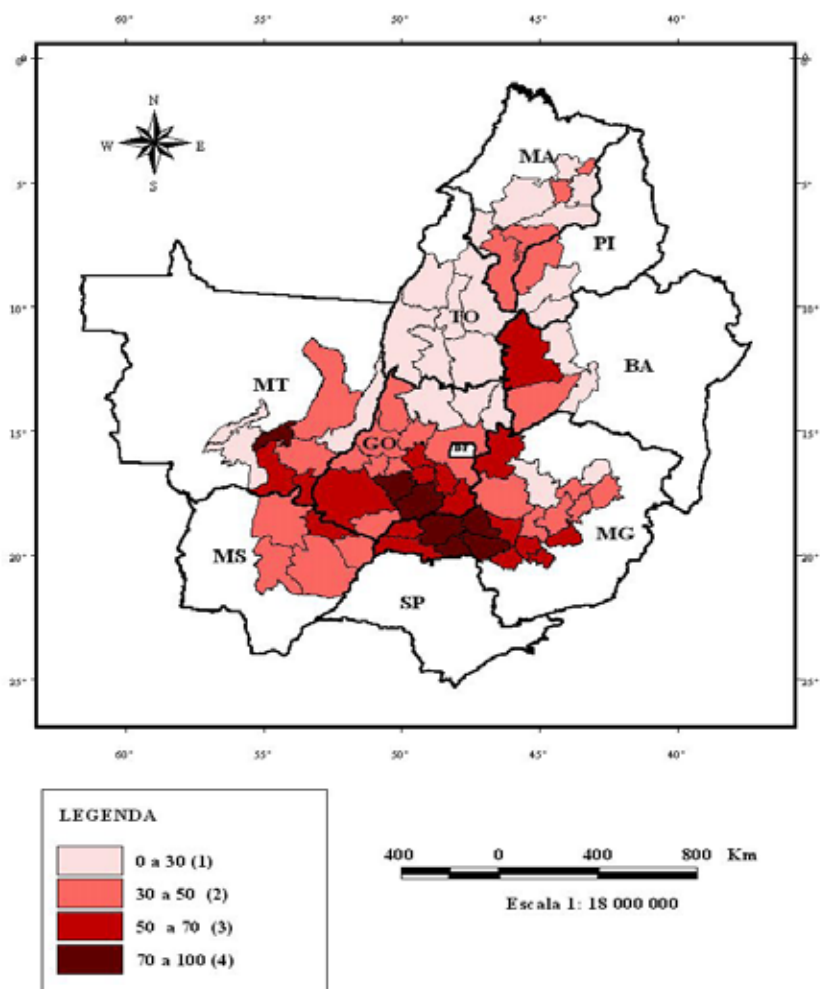 60° 55° 50° 45° 40°
0° 0°
N
W E
S
MA
5° 5°
PI
10° 10°
TO
BA
MT
15° 15°
GO
DF
MG
MS
20° 20°
SP
25° 25°
60° 55° 50° 45° 40°
LEGENDA
0 a 30 (1)
30 a 50 (2)
50 a 70 (3)
70 a 100 (4)
400 0 400 800 Km
Escala 1: 18 000 000